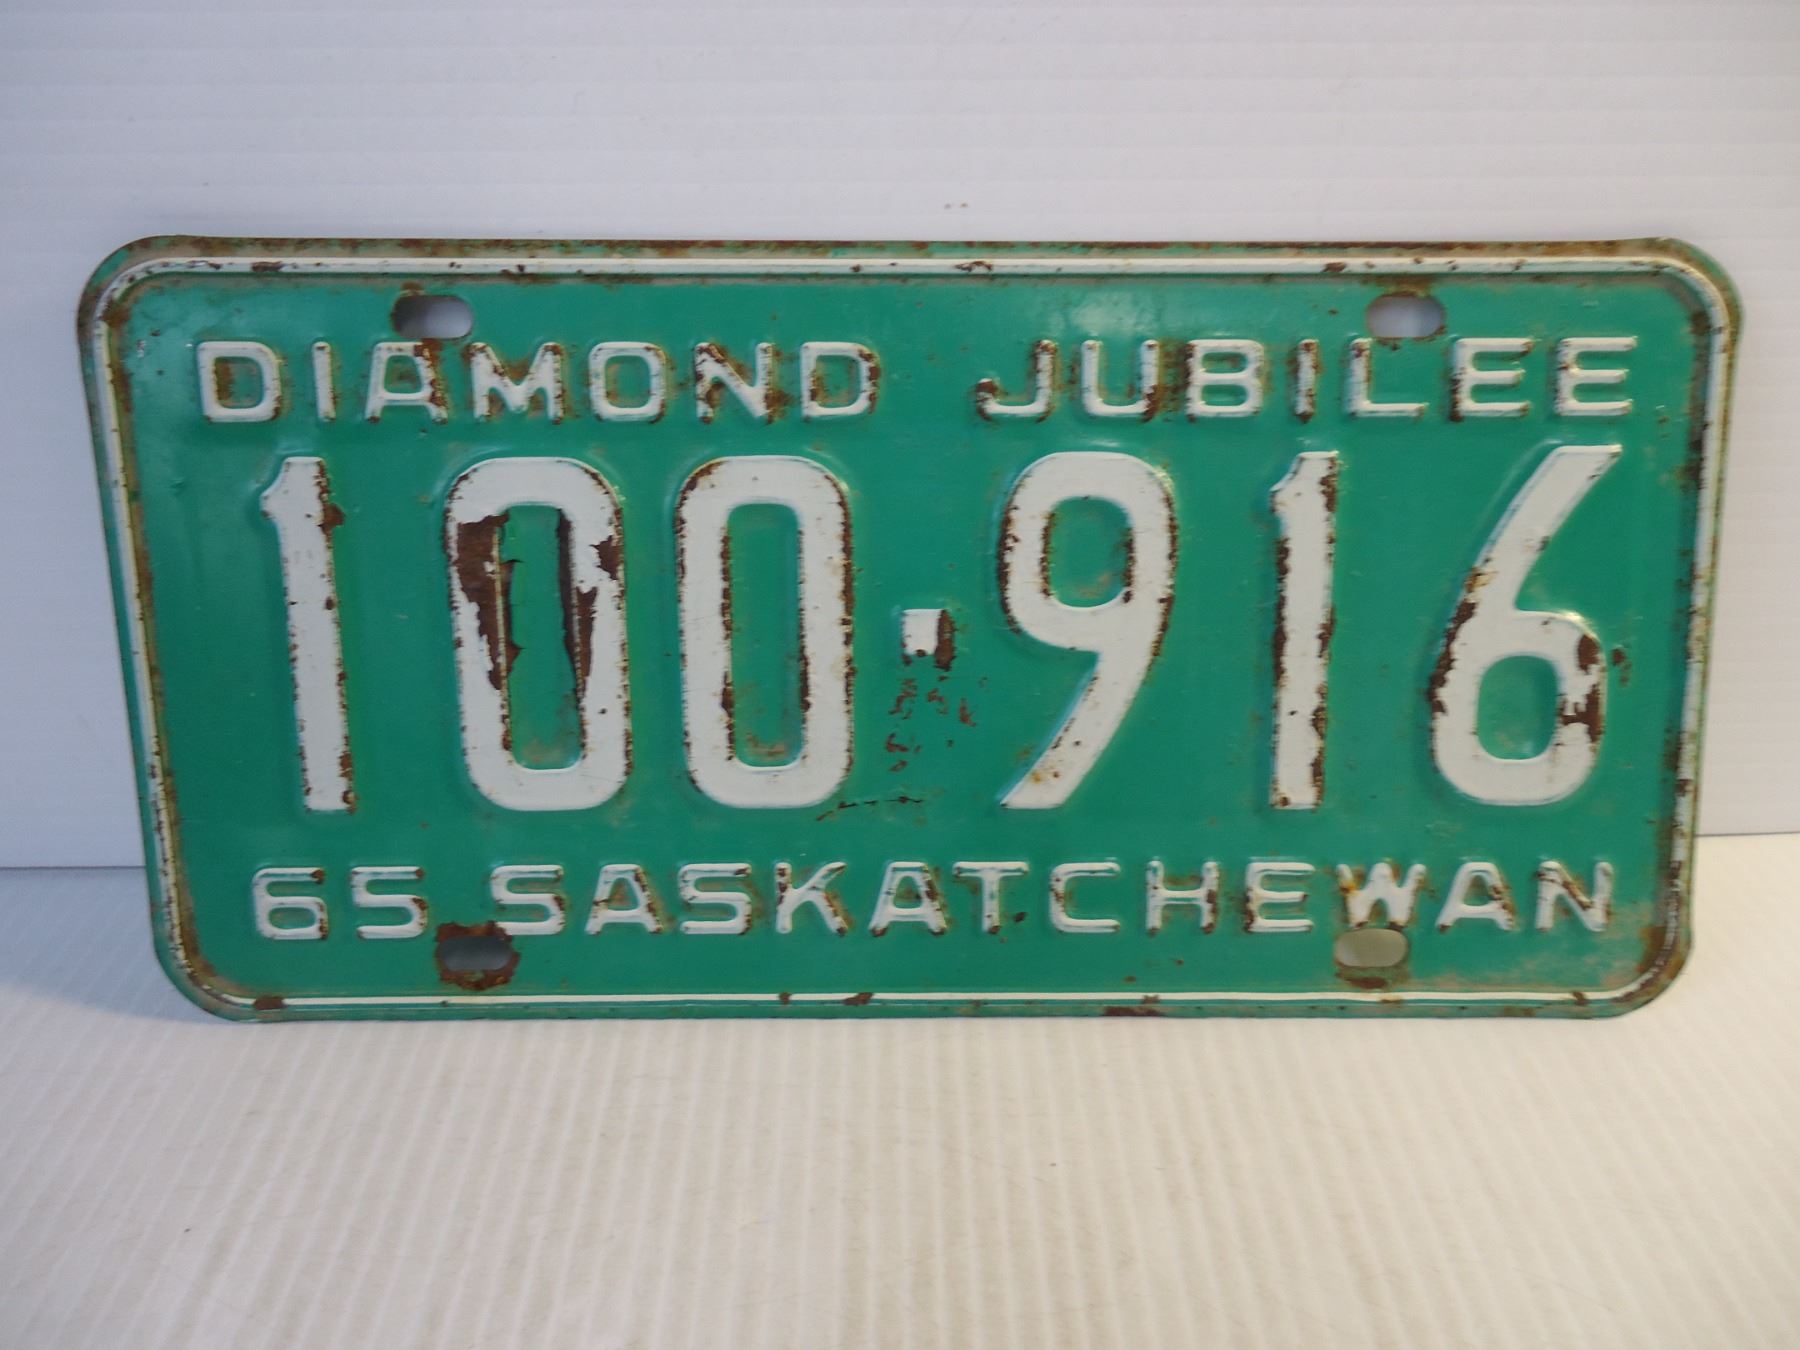 DIAMOND JUBILEE
100-916
65 SASKATCHEWAN